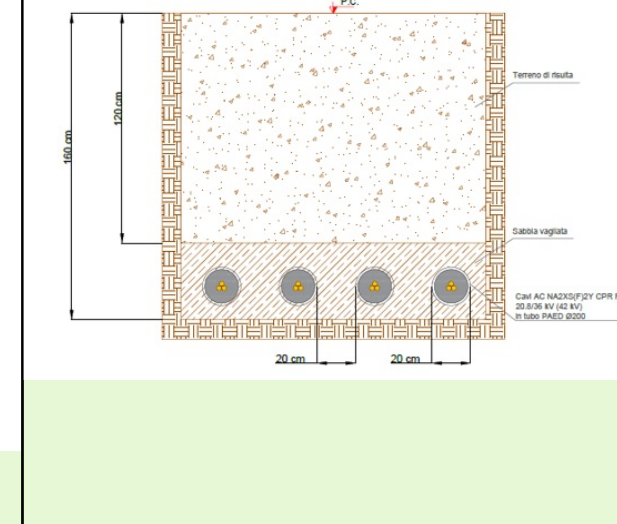 P.C.
160 cm
120 cm
Terreno di risulta
Sabbia vagliata
Cavi AC NA2XS(F)2Y CPR
20.8/36 kV (42 kV)
in tubo PAED Ø200
20 cm
20 cm